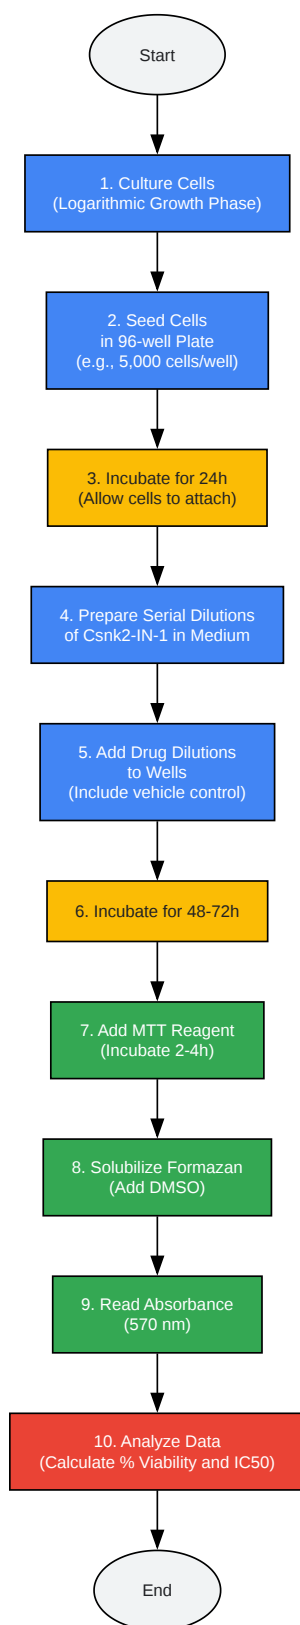 Start
1. Culture Cells
(Logarithmic Growth Phase)
2. Seed Cells
in 96-well Plate
(e.g., 5,000 cells/well)
3. Incubate for 24h
(Allow cells to attach)
4. Prepare Serial Dilutions
of Csnk2-IN-1 in Medium
5. Add Drug Dilutions
to Wells
(Include vehicle control)
6. Incubate for 48-72h
7. Add MTT Reagent
(Incubate 2-4h)
8. Solubilize Formazan
(Add DMSO)
9. Read Absorbance
(570 nm)
10. Analyze Data
(Calculate % Viability and IC50)
End